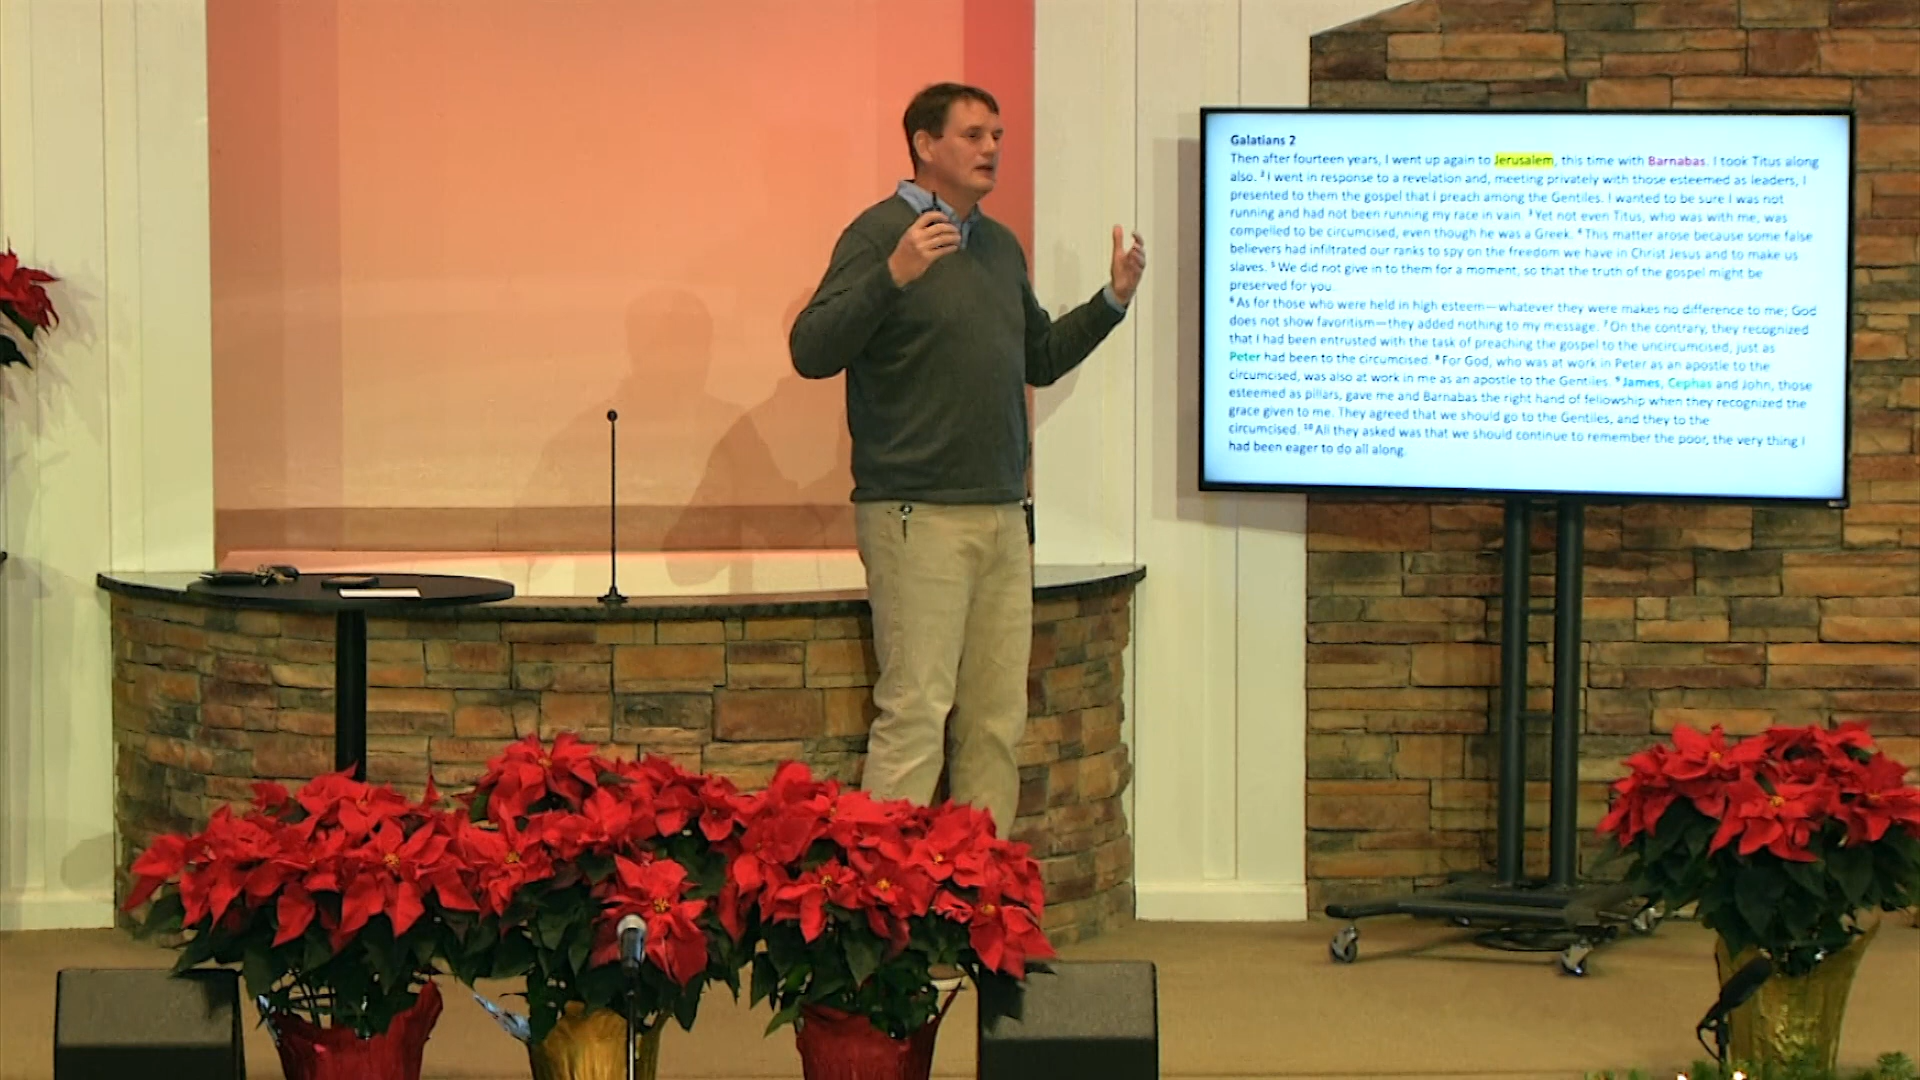 Galatians 2
Then after fourteen years, I went up again to Jerusalem, this time with Barnabas. I took Titus along
also. ² I went in response to a revelation and, meeting privately with those esteemed as leaders, I
presented to them the gospel that I preach among the Gentiles. I wanted to be sure I was not
running and had not been running my race in vain. ³ Yet not even Titus, who was with me, was
compelled to be circumcised, even though he was a Greek. ⁴ This matter arose because some false
believers had infiltrated our ranks to spy on the freedom we have in Christ Jesus and to make us
slaves. ⁵ We did not give in to them for a moment, so that the truth of the gospel might be
preserved for you.
⁶ As for those who were held in high esteem—whatever they were makes no difference to me; God
does not show favoritism—they added nothing to my message. ⁷ On the contrary, they recognized
that I had been entrusted with the task of preaching the gospel to the uncircumcised, just as
Peter had been to the circumcised. ⁸ For God, who was at work in Peter as an apostle to the
circumcised, was also at work in me as an apostle to the Gentiles. ⁹ James, Cephas and John, those
esteemed as pillars, gave me and Barnabas the right hand of fellowship when they recognized the
grace given to me. They agreed that we should go to the Gentiles, and they to the
circumcised. ¹⁰ All they asked was that we should continue to remember the poor, the very thing I
had been eager to do all along.